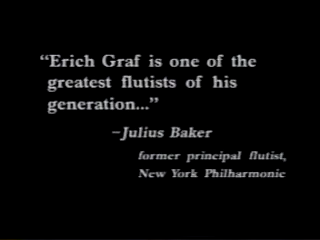 “Erich Graf is one of the
greatest flutists of his
generation...”
–Julius Baker
former principal flutist,
New York Philharmonic